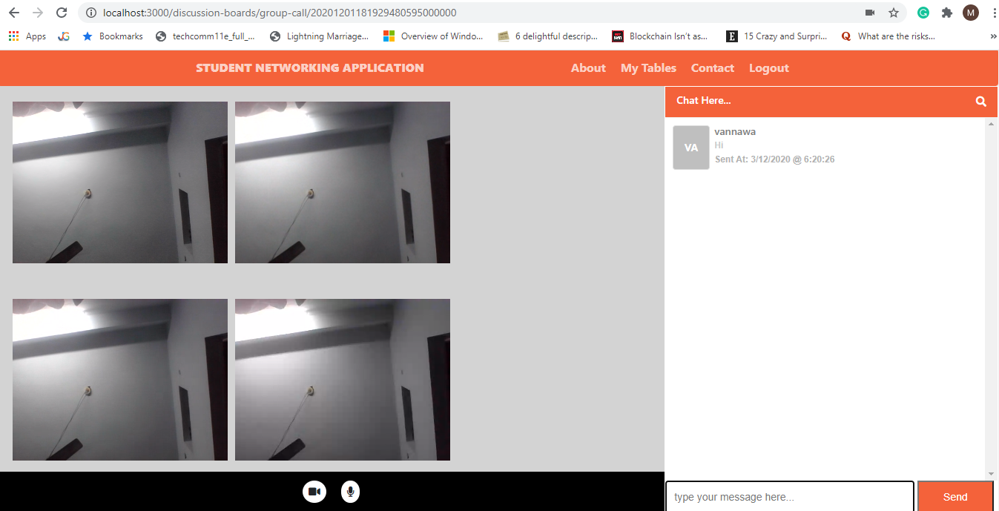 localhost:3000/discussion-boards/group-call/20201201181929480595000000
M
Apps
Bookmarks
techcomm11e_full_...
Lightning Marriage...
Overview of Windo...
6 delightful descrip...
Blockchain Isn't as...
E
15 Crazy and Surpri...
Q
What are the risks...
STUDENT NETWORKING APPLICATION
About
My Tables
Contact
Logout
Chat Here...
VA
vannawa
Hi
Sent At: 3/12/2020 @ 6:20:26
type your message here...
Send